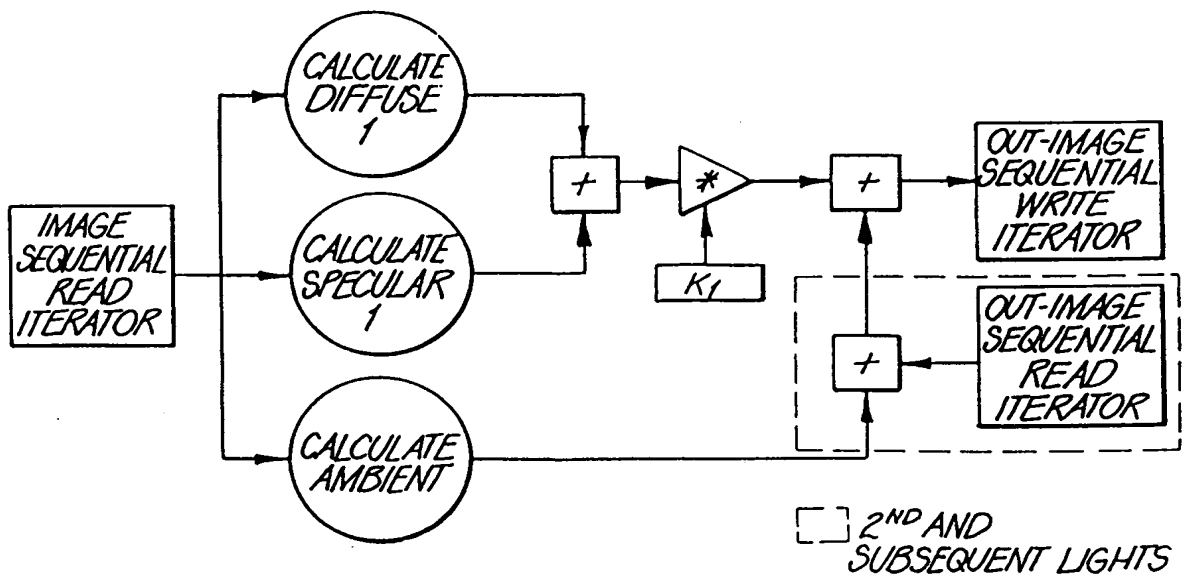 CALCULATE
DIFFUSE
1
+
*
+
OUT-IMAGE
SEQUENTIAL
WRITE
ITERATOR
IMAGE
SEQUENTIAL
READ
ITERATOR
CALCULATE
SPECULAR
1
K1
+
OUT-IMAGE
SEQUENTIAL
READ
ITERATOR
CALCULATE
AMBIENT
2ND AND
SUBSEQUENT LIGHTS